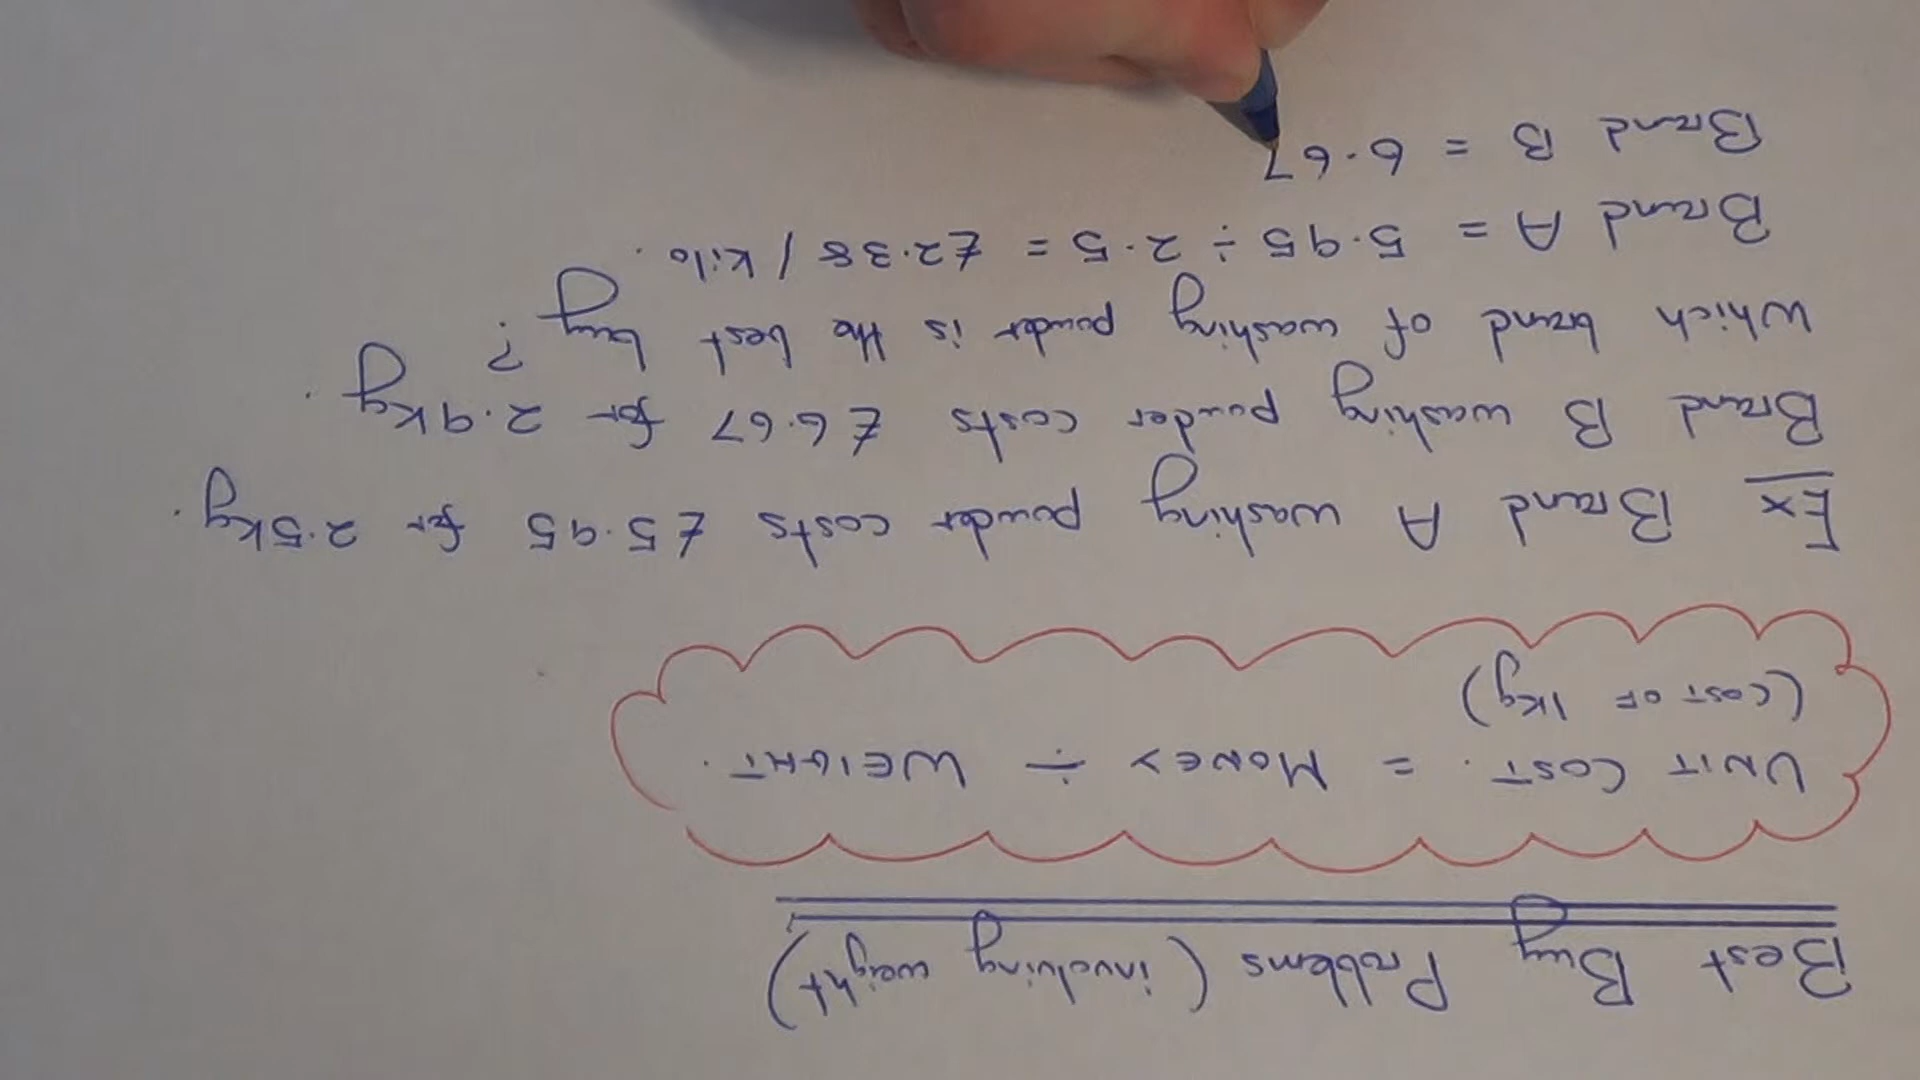 Best Buy Problems (involving weight)
UNIT COST. = MONEY ÷ WEIGHT.
(COST OF 1kg)
Ex Brand A washing powder costs £5.95 for 2.5kg.
Brand B washing powder costs £6.67 for 2.9kg.
Which brand of washing powder is the best buy?
Brand A = 5.95 ÷ 2.5 = £2.38 / kilo.
Brand B = 6.67